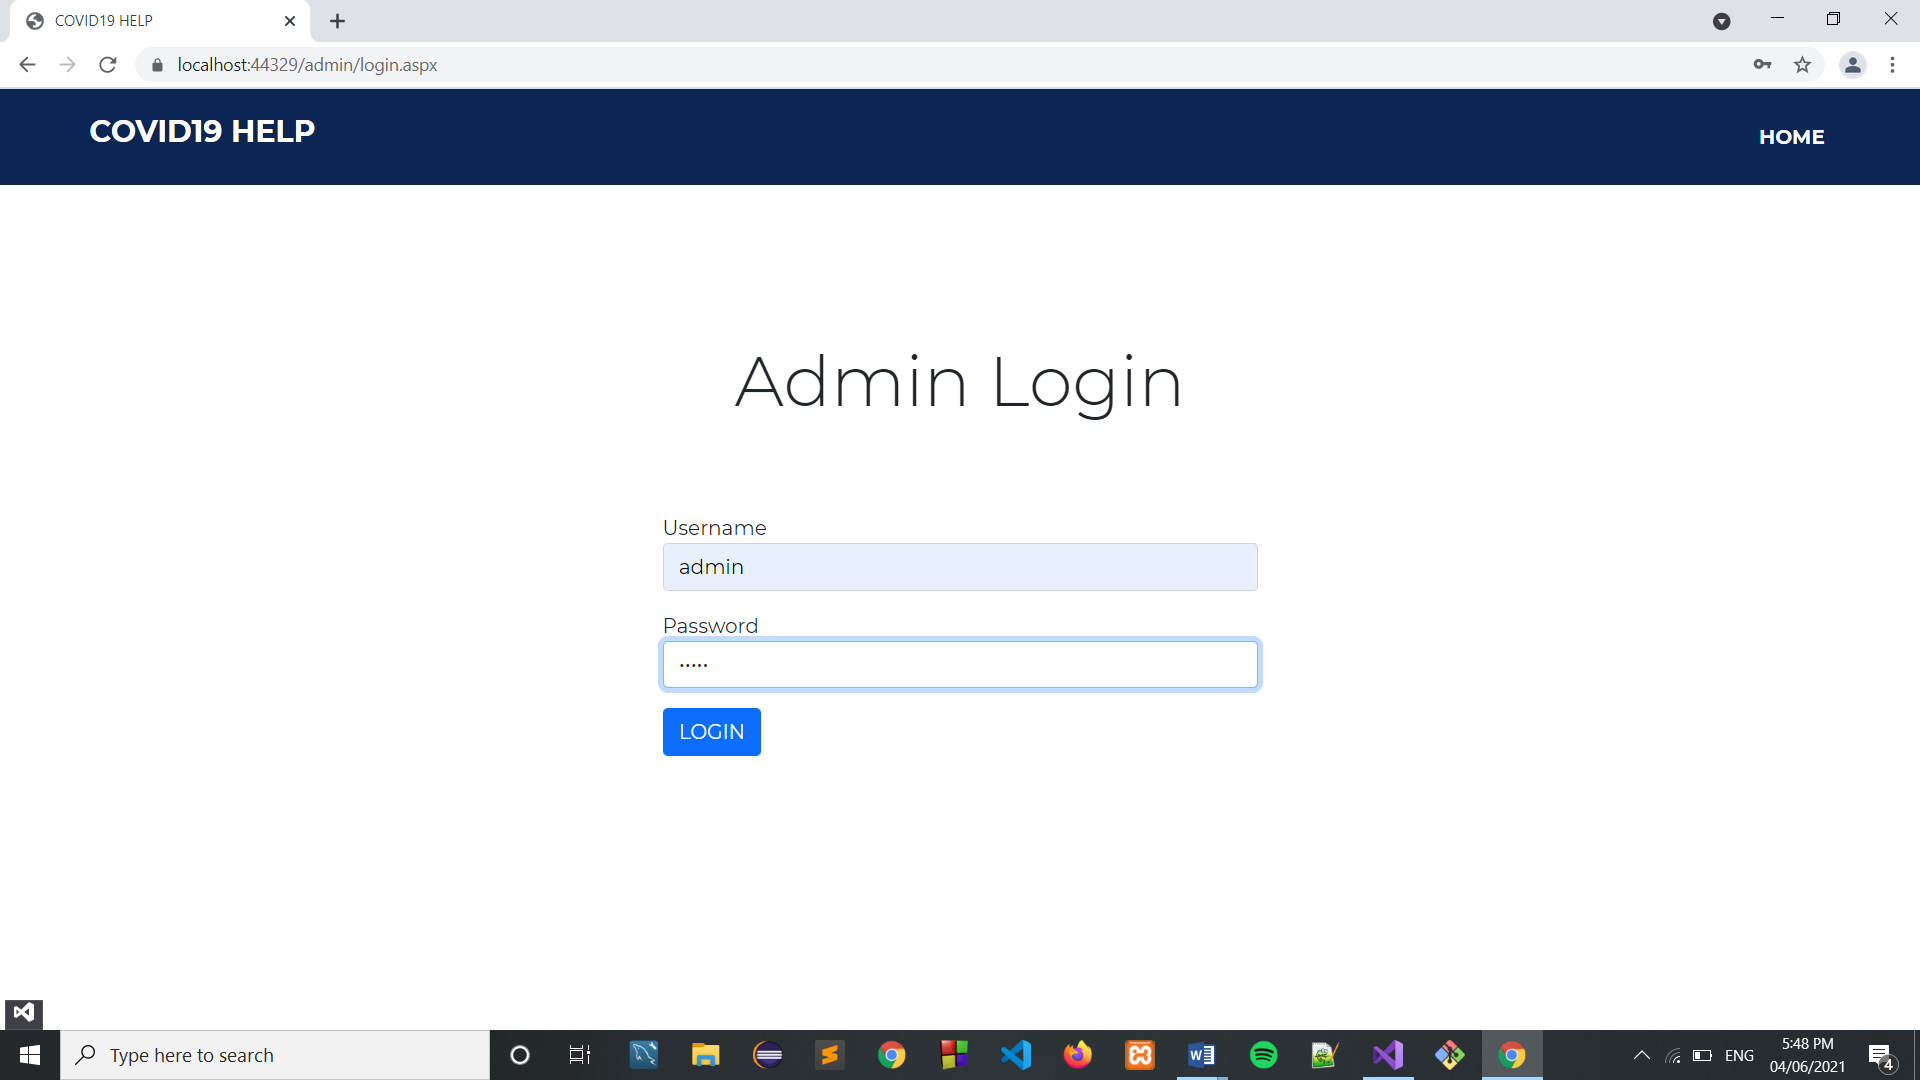 COVID19 HELP
localhost:44329/admin/login.aspx
COVID19 HELP
HOME
Admin Login
Username
admin
Password
•••••
LOGIN
Type here to search
ENG
5:48 PM
04/06/2021
4